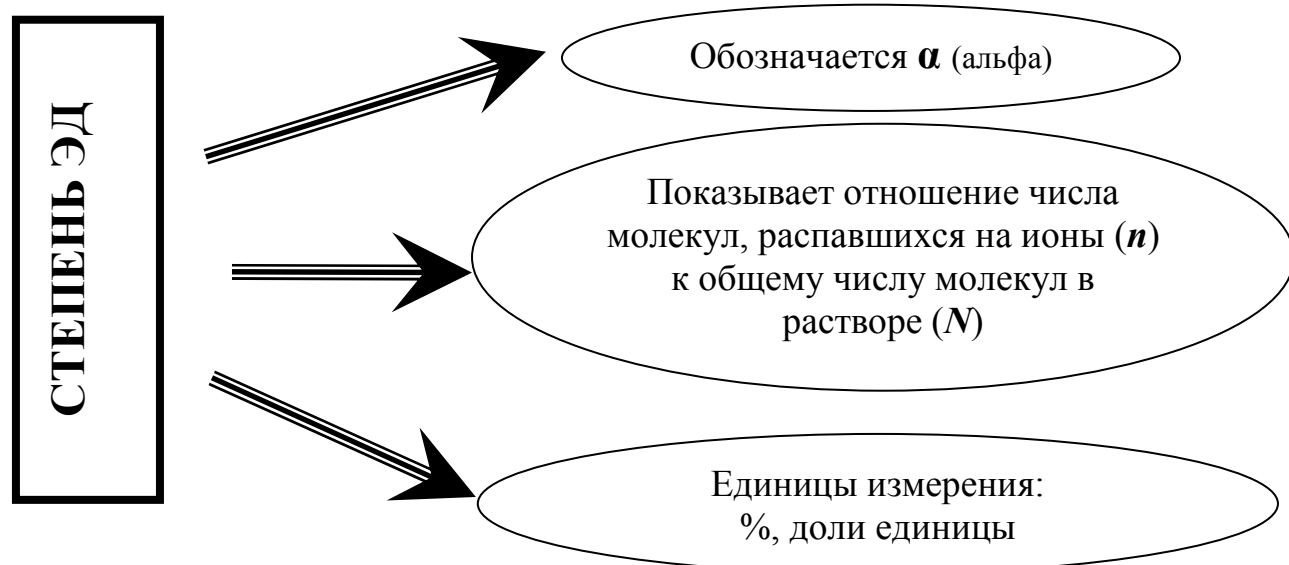 СТЕПЕНЬ ЭД
Обозначается α (альфа)
Показывает отношение числа
молекул, распавшихся на ионы (n)
к общему числу молекул в
растворе (N)
Единицы измерения:
%, доли единицы